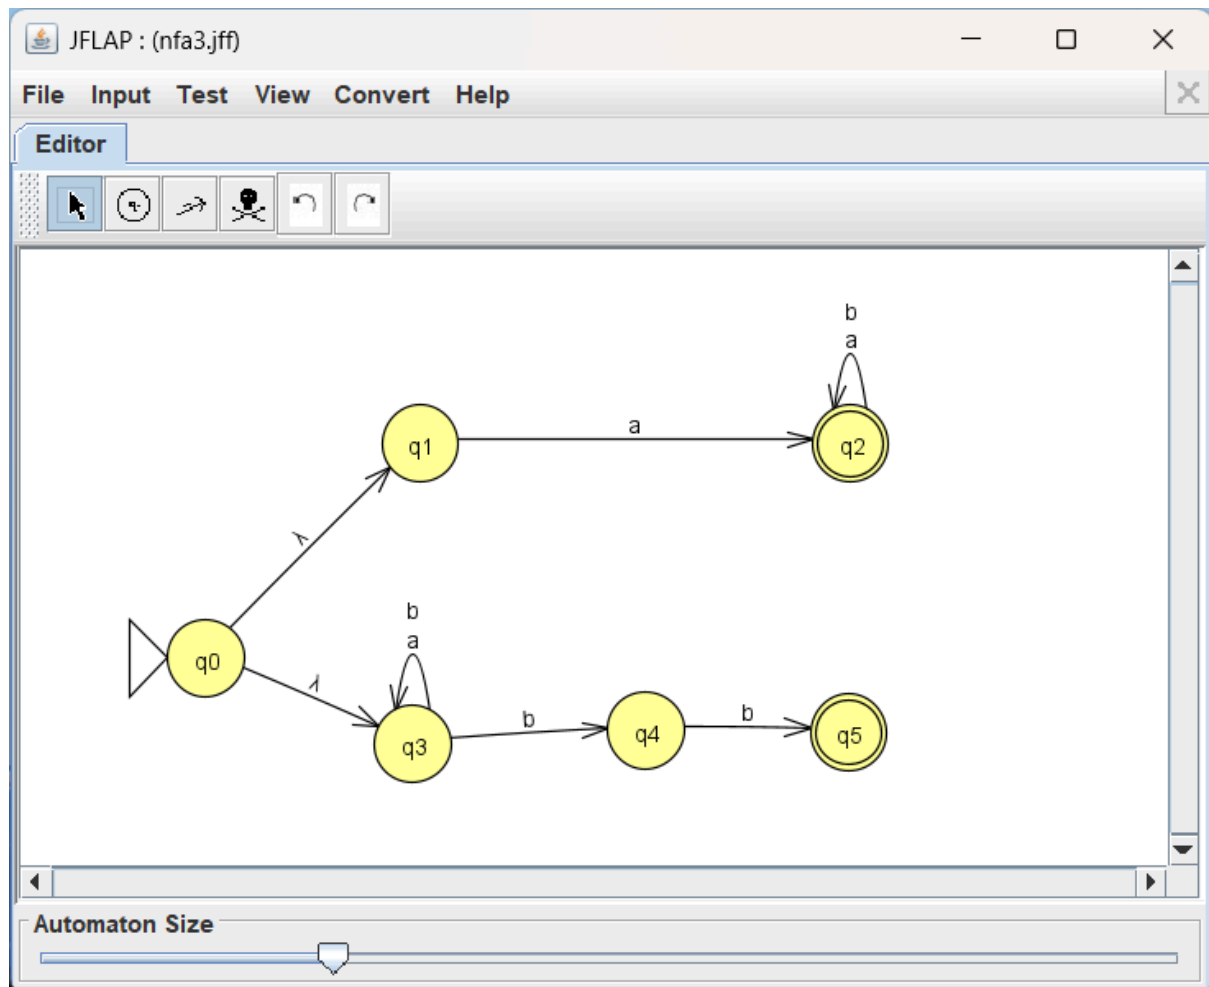 JFLAP : (nfa3.jff)
File Input Test View Convert Help
Editor
b
a
q1
a
q2
λ
b
a
q0
λ
q3
b
q4
b
q5
Automaton Size